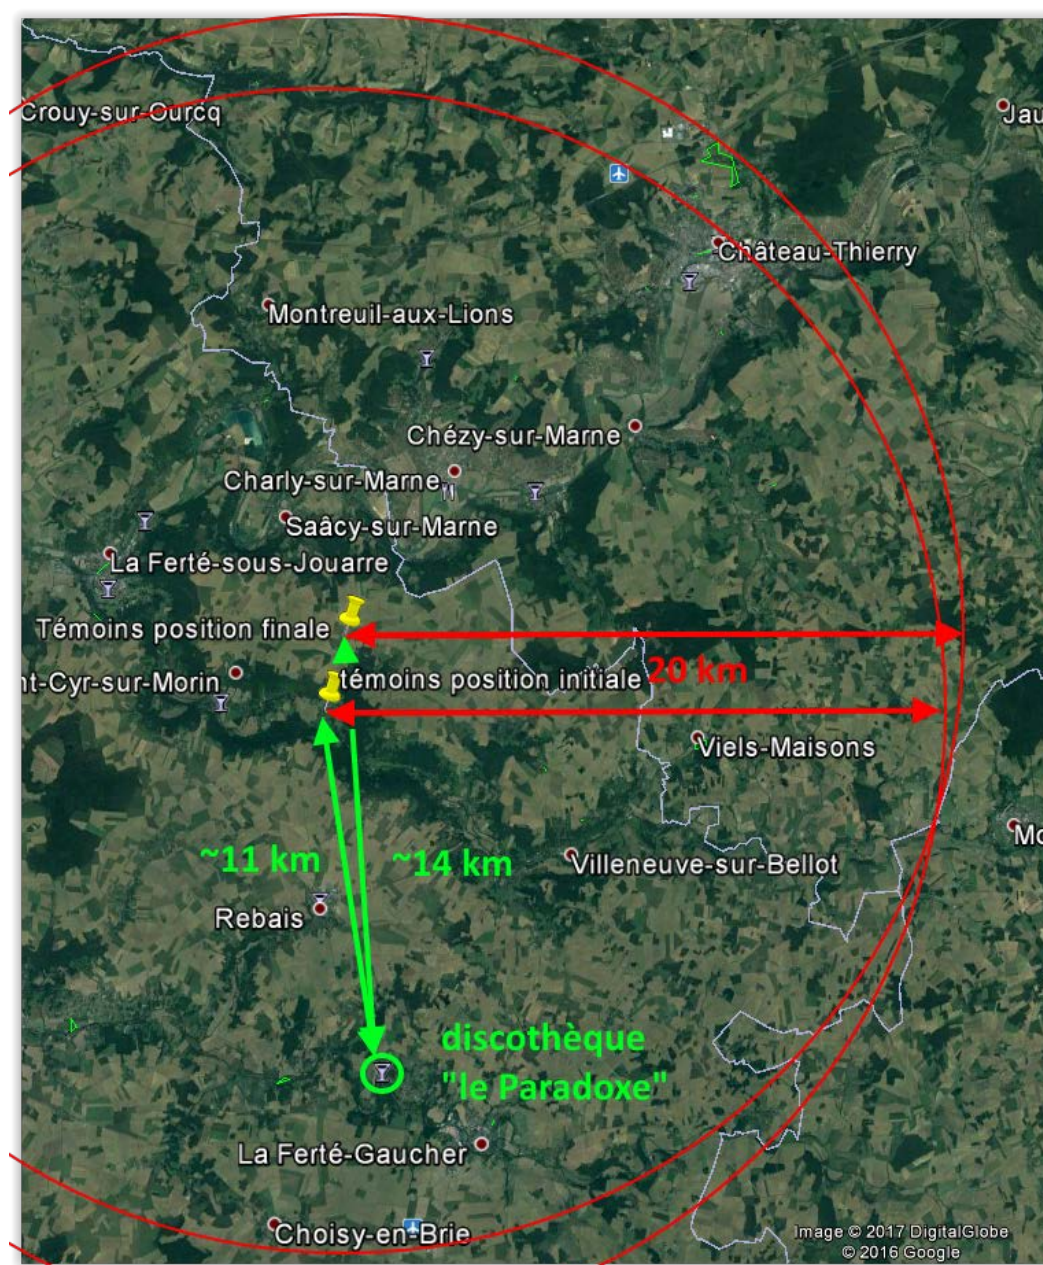 Crouy-sur-Ourcq
Jau
Château-Thierry
Montreuil-aux-Lions
Chézy-sur-Marne
Charly-sur-Marne
Saâcy-sur-Marne
La Ferté-sous-Jouarre
Témoins position finale
nt-Cyr-sur-Morin
témoins position initiale
20 km
Viels-Maisons
~11 km
~14 km
Villeneuve-sur-Bellot
Mo
Rebais
discothèque
"le Paradoxe"
La Ferté-Gaucher
Choisy-en-Brie
Image © 2017 DigitalGlobe
© 2016 Google